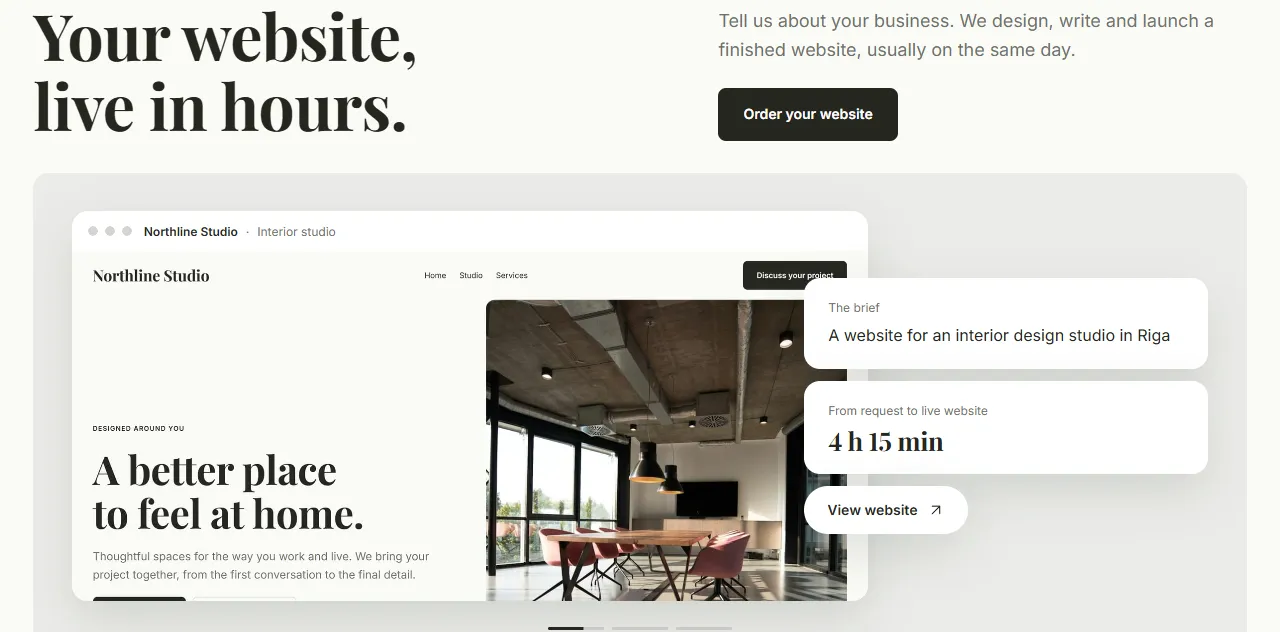 Your website,
live in hours.
Tell us about your business. We design, write and launch a
finished website, usually on the same day.
Order your website
Northline Studio · Interior studio
Northline Studio
Home Studio Services
Discuss your project
DESIGNED AROUND YOU
A better place
to feel at home.
Thoughtful spaces for the way you work and live. We bring your
project together, from the first conversation to the final detail.
The brief
A website for an interior design studio in Riga
From request to live website
4 h 15 min
View website